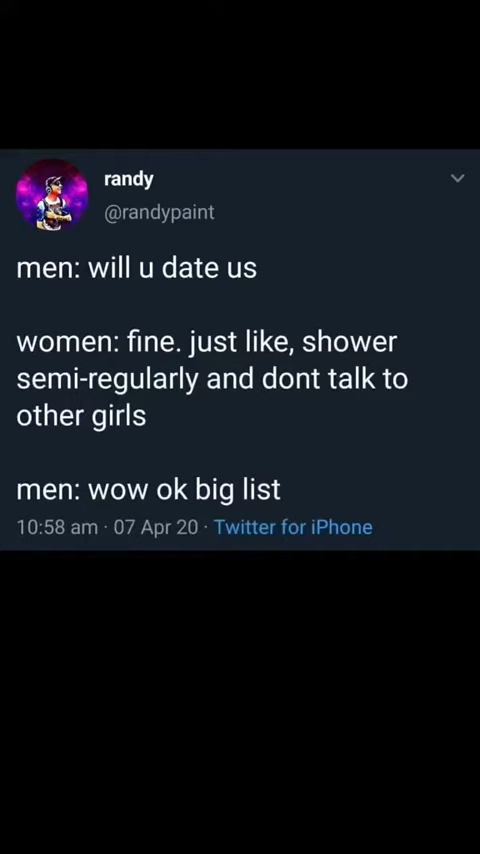 randy
@randypaint
men: will u date us
women: fine. just like, shower
semi-regularly and dont talk to
other girls
men: wow ok big list
10:58 am · 07 Apr 20 · Twitter for iPhone